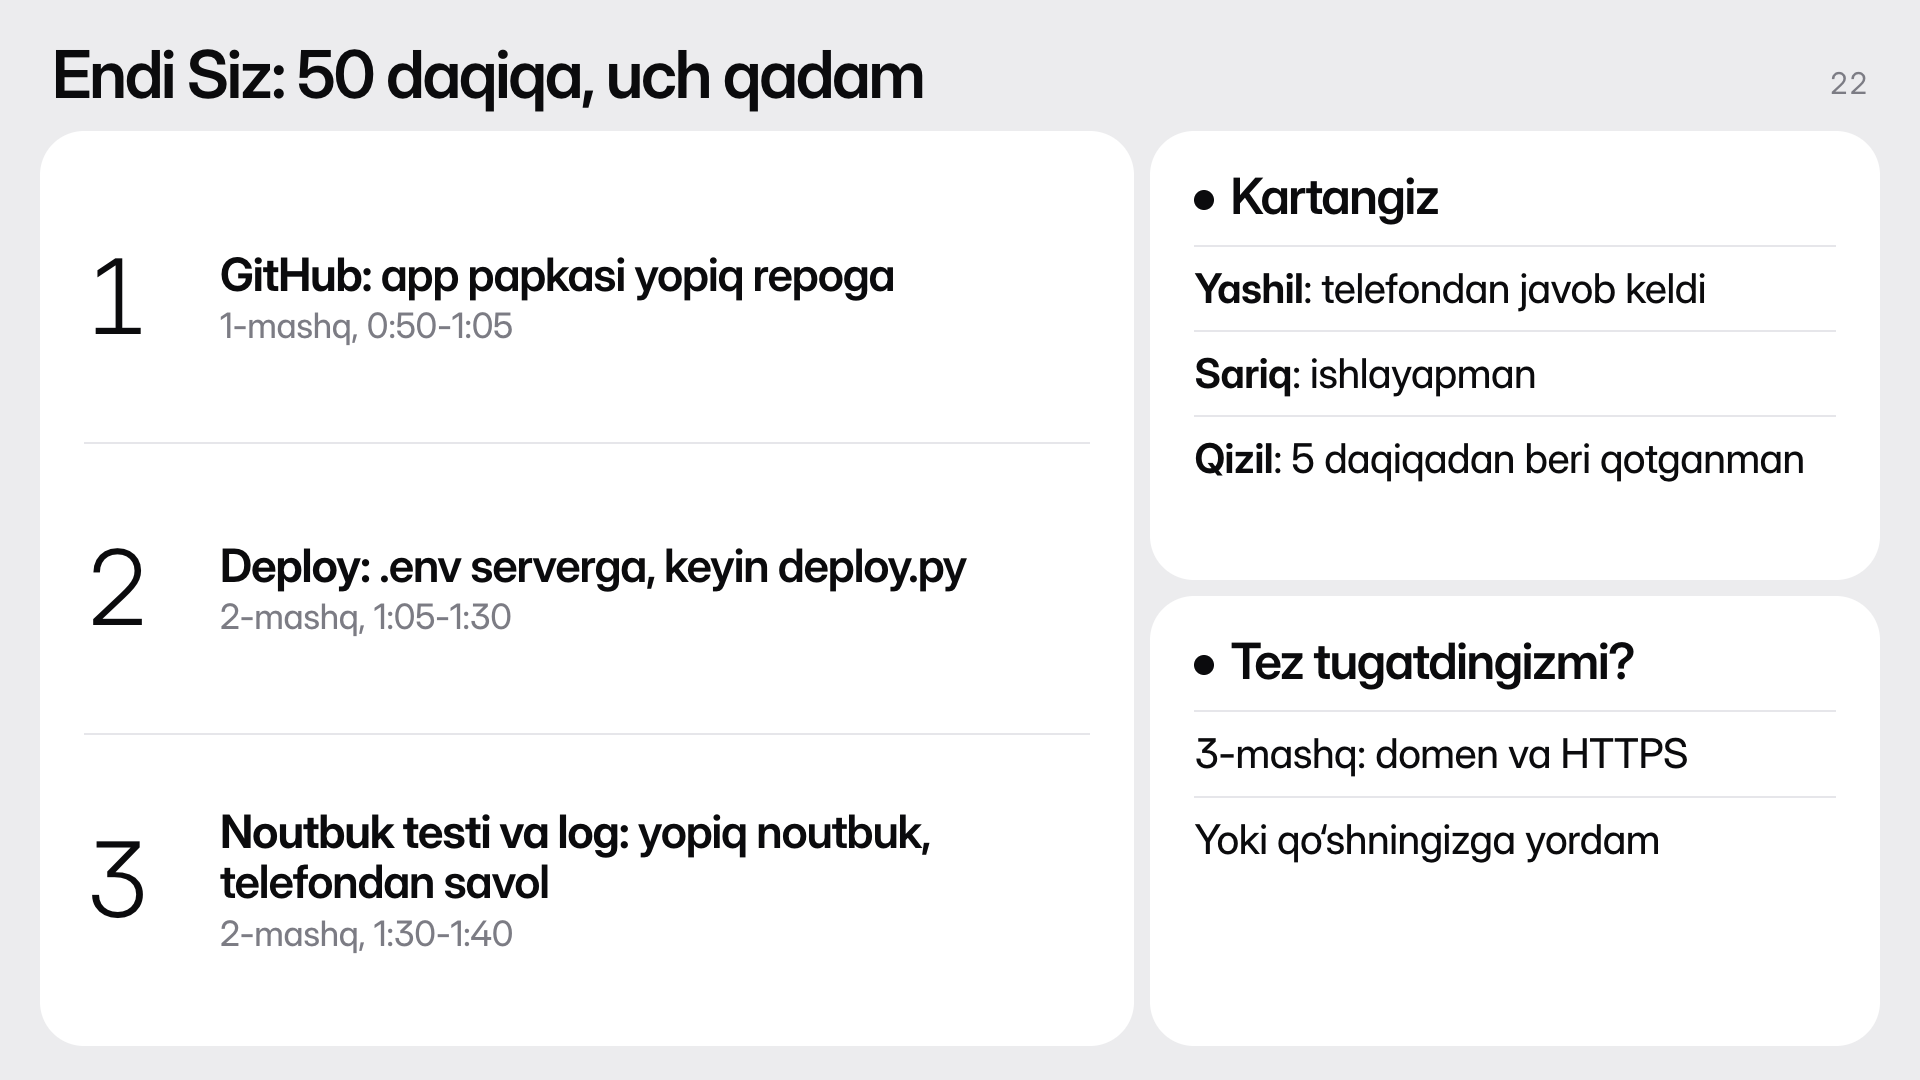 Endi Siz: 50 daqiqa, uch qadam
22
1
GitHub: app papkasi yopiq repoga
1-mashq, 0:50-1:05
2
Deploy: .env serverga, keyin deploy.py
2-mashq, 1:05-1:30
3
Noutbuk testi va log: yopiq noutbuk,
telefondan savol
2-mashq, 1:30-1:40
• Kartangiz
Yashil: telefondan javob keldi
Sariq: ishlayapman
Qizil: 5 daqiqadan beri qotganman
• Tez tugatdingizmi?
3-mashq: domen va HTTPS
Yoki qo‘shningizga yordam